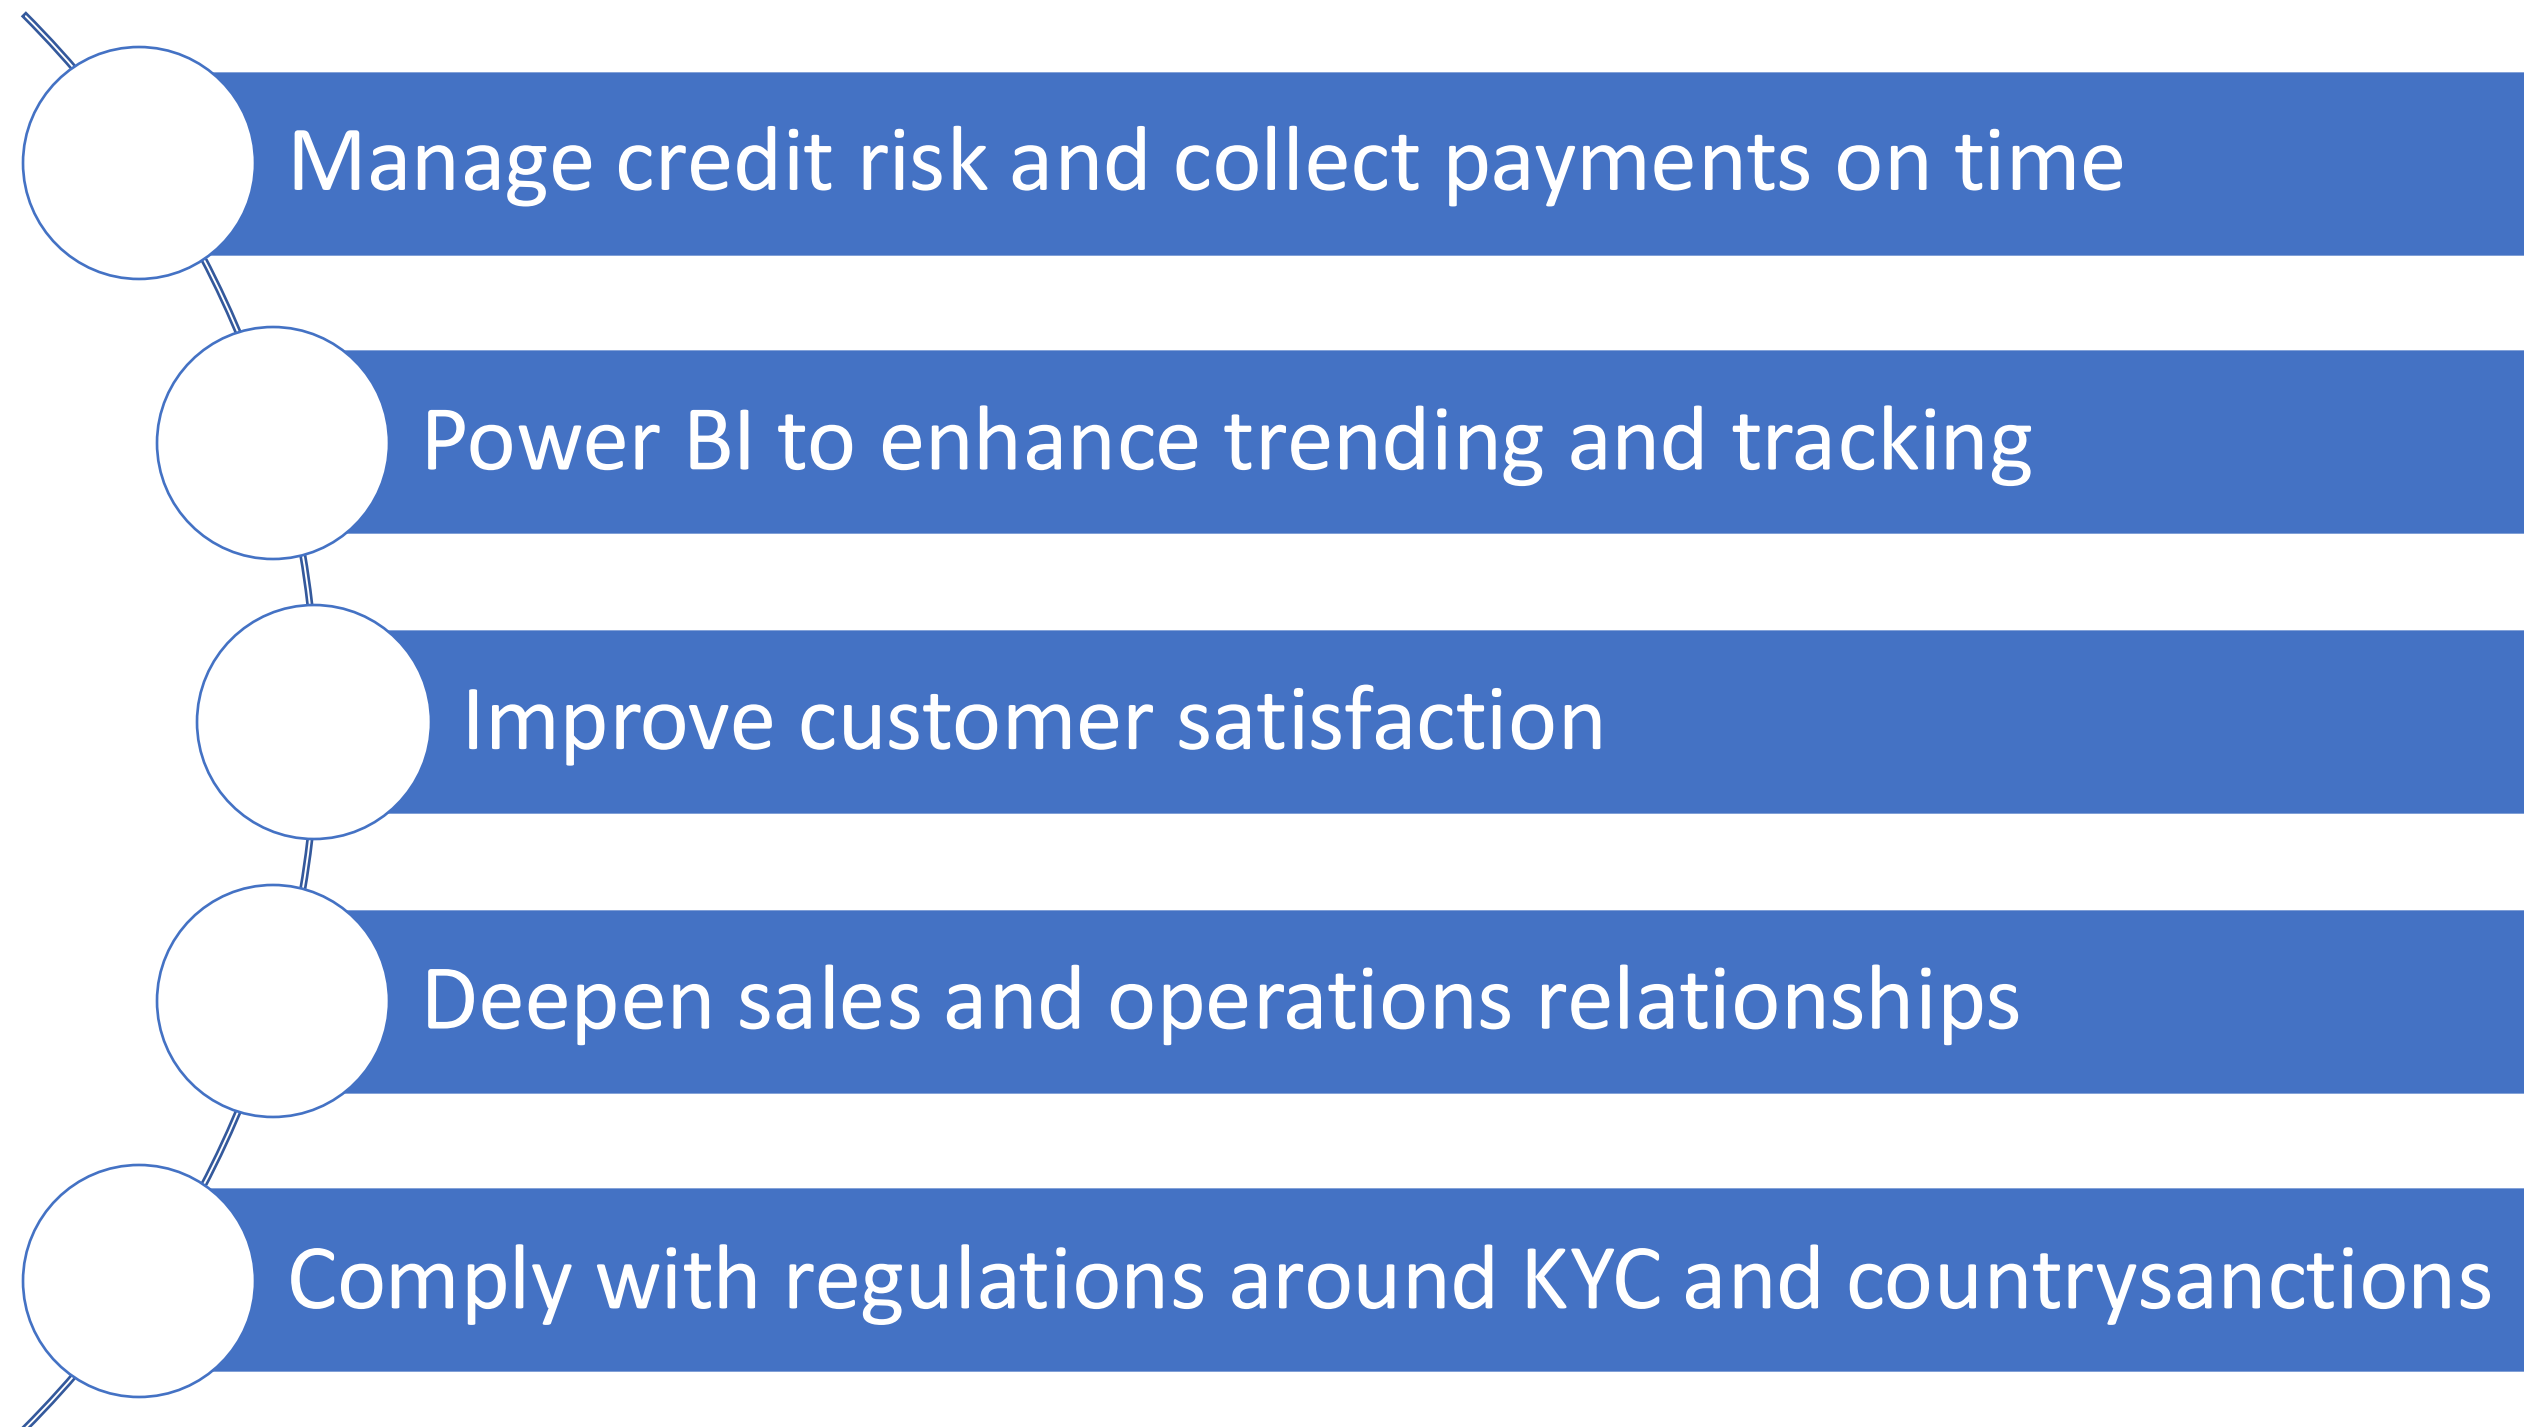 Manage credit risk and collect payments on time
Power BI to enhance trending and tracking
Improve customer satisfaction
Deepen sales and operations relationships
Comply with regulations around KYC and countrysanctions